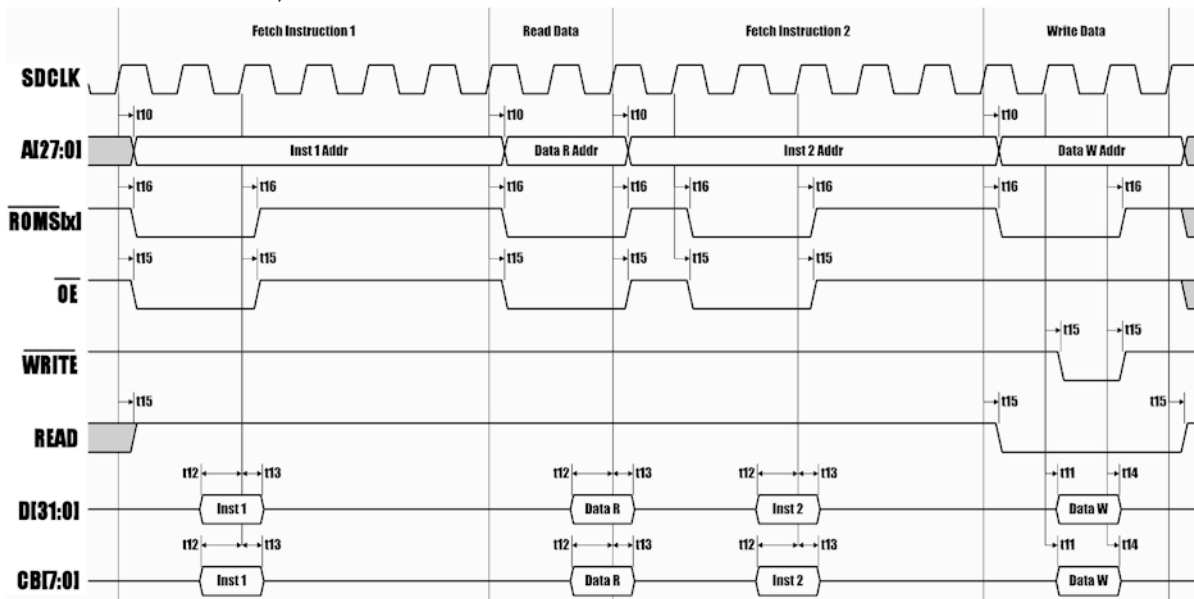 Fetch Instruction 1 Read Data Fetch Instruction 2 Write Data
SDCLK
t10 t10 t10 t10
A[27:0] Inst 1 Addr Data R Addr Inst 2 Addr Data W Addr
t16 t16 t16 t16 t16 t16 t16 t16
ROMS[x]
t15 t15 t15 t15 t15 t15
OE
t15 t15
WRITE
t15 t15 t15
READ
t12 t13 t12 t13 t12 t13 t11 t14
D[31:0] Inst 1 Data R Inst 2 Data W
t12 t13 t12 t13 t12 t13 t11 t14
CB[7:0] Inst 1 Data R Inst 2 Data W